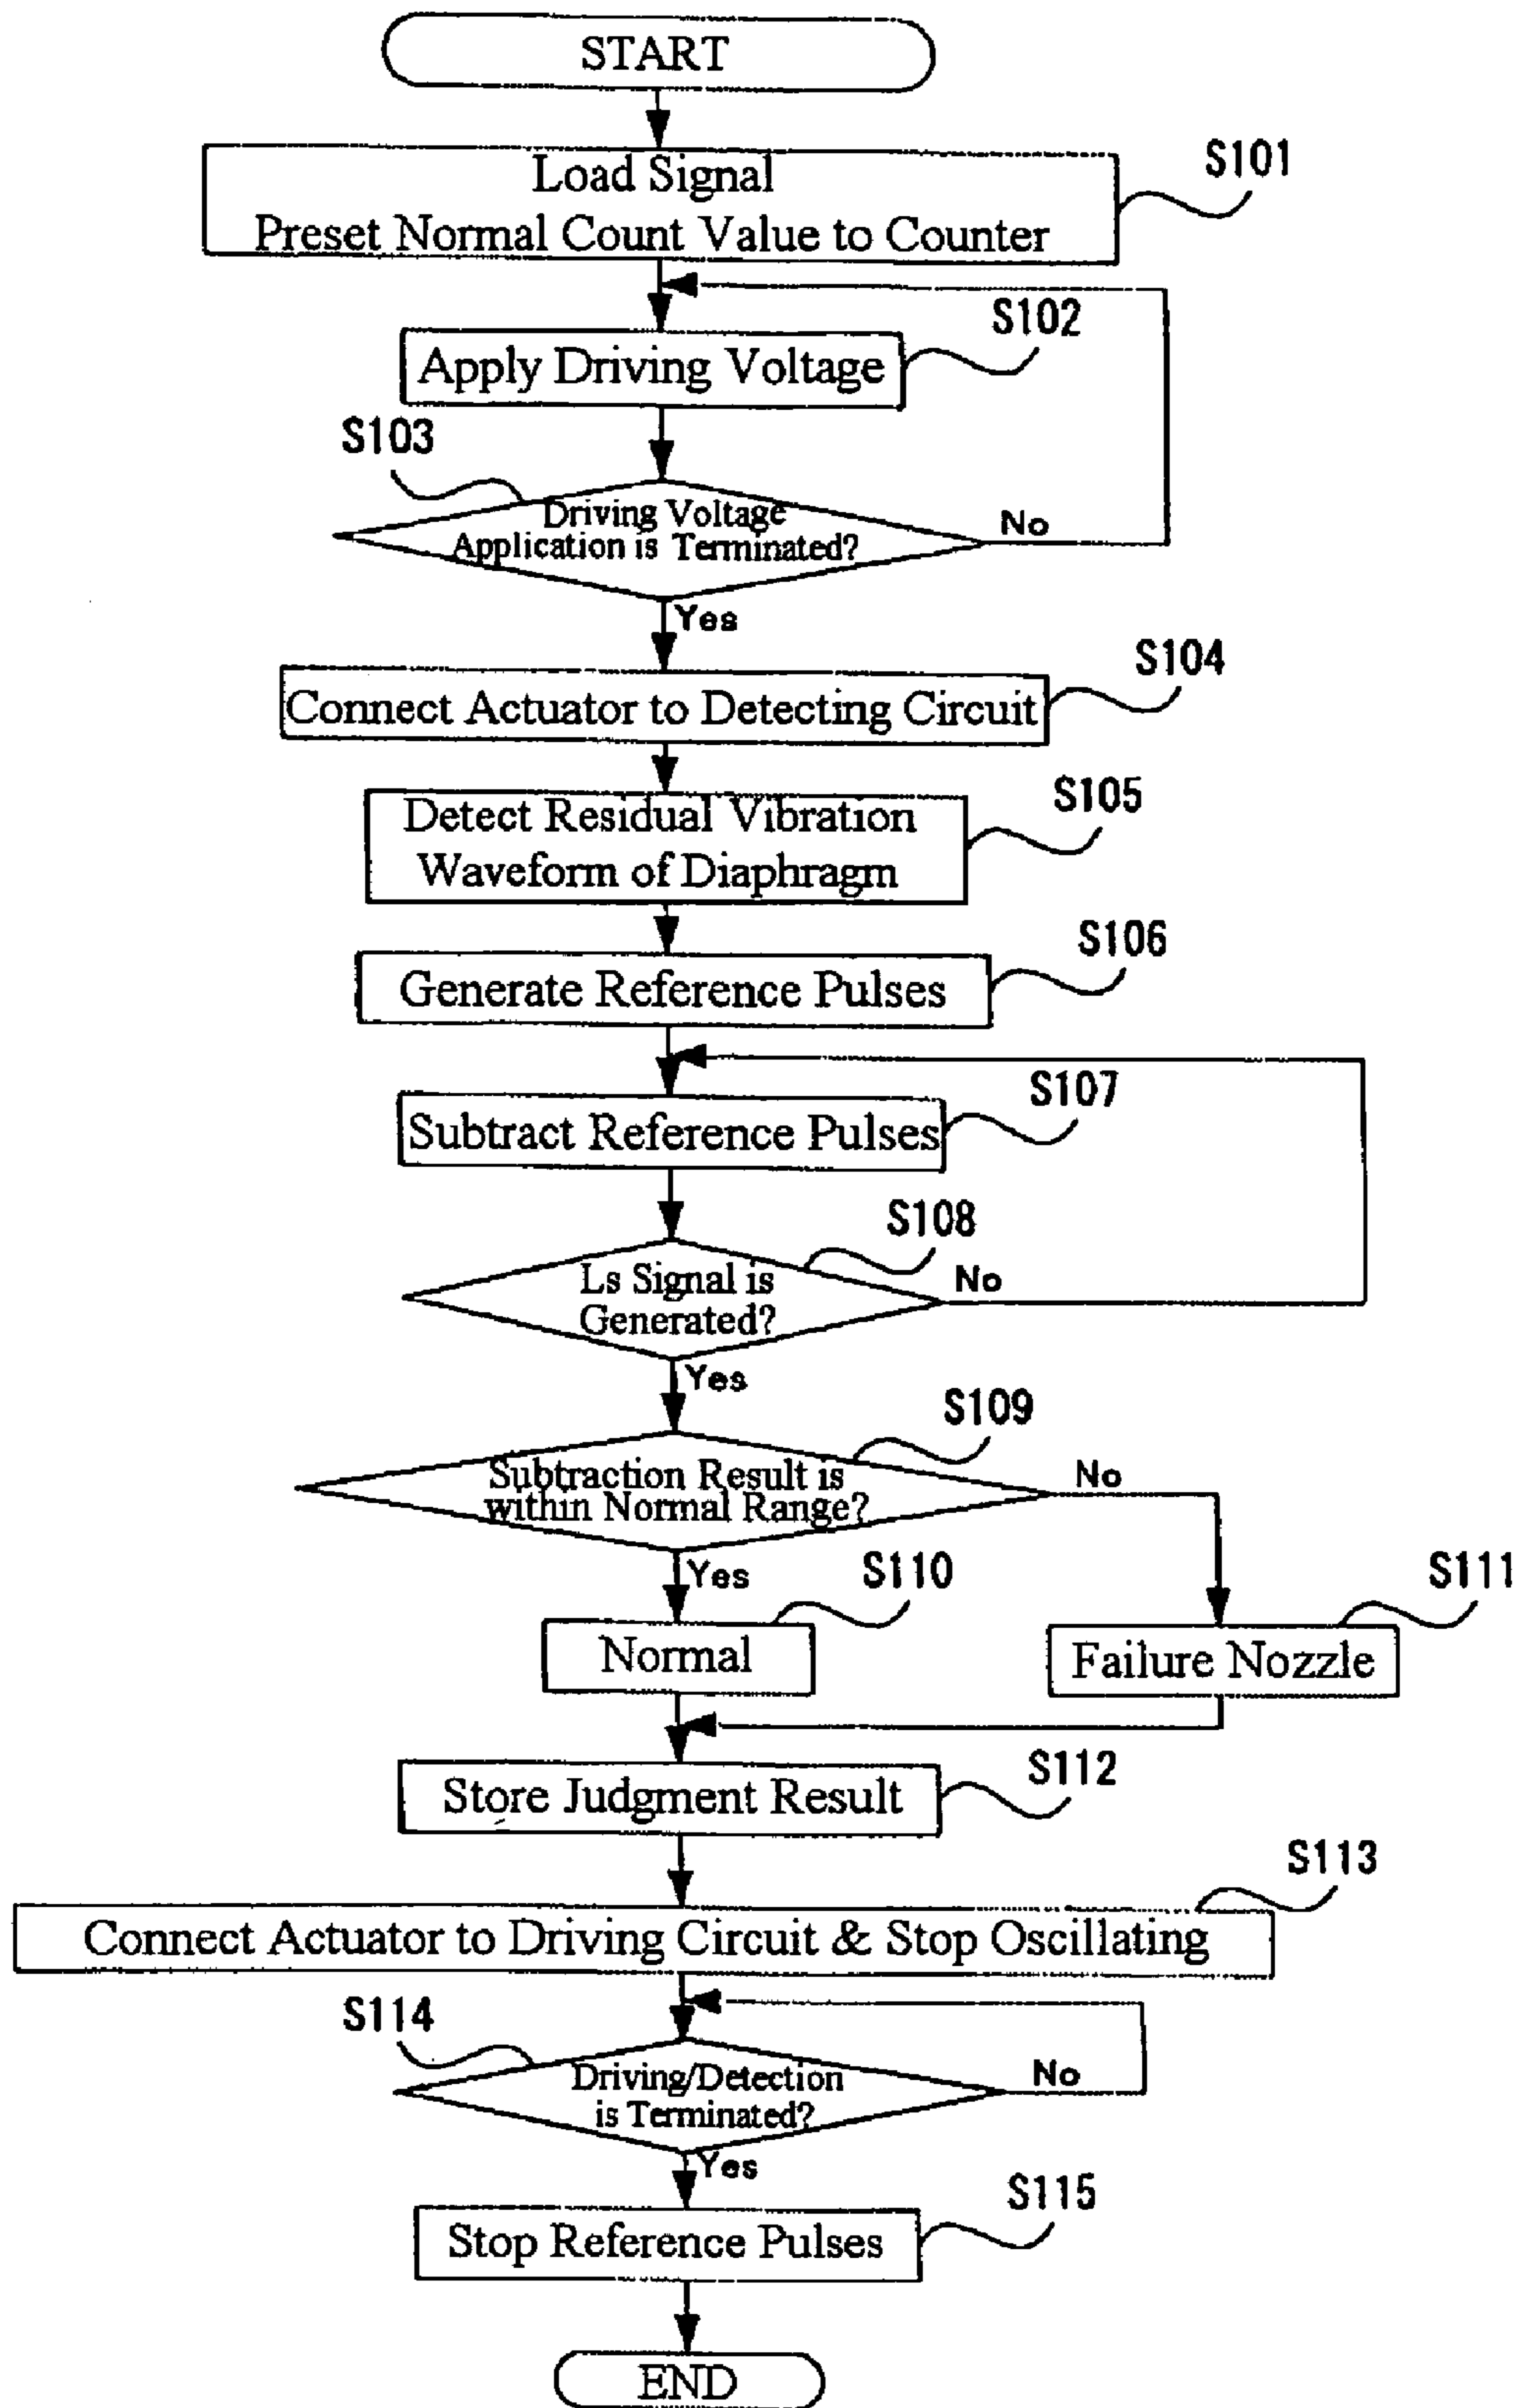 START
S101
Load Signal
Preset Normal Count Value to Counter
S102
Apply Driving Voltage
S103
Driving Voltage
Application is Terminated?
No
Yes
S104
Connect Actuator to Detecting Circuit
S105
Detect Residual Vibration
Waveform of Diaphragm
S106
Generate Reference Pulses
S107
Subtract Reference Pulses
S108
Ls Signal is
Generated?
No
Yes
S109
Subtraction Result is
within Normal Range?
No
Yes
S110
S111
Normal
Failure Nozzle
S112
Store Judgment Result
S113
Connect Actuator to Driving Circuit & Stop Oscillating
S114
Driving/Detection
is Terminated?
No
Yes
S115
Stop Reference Pulses
END